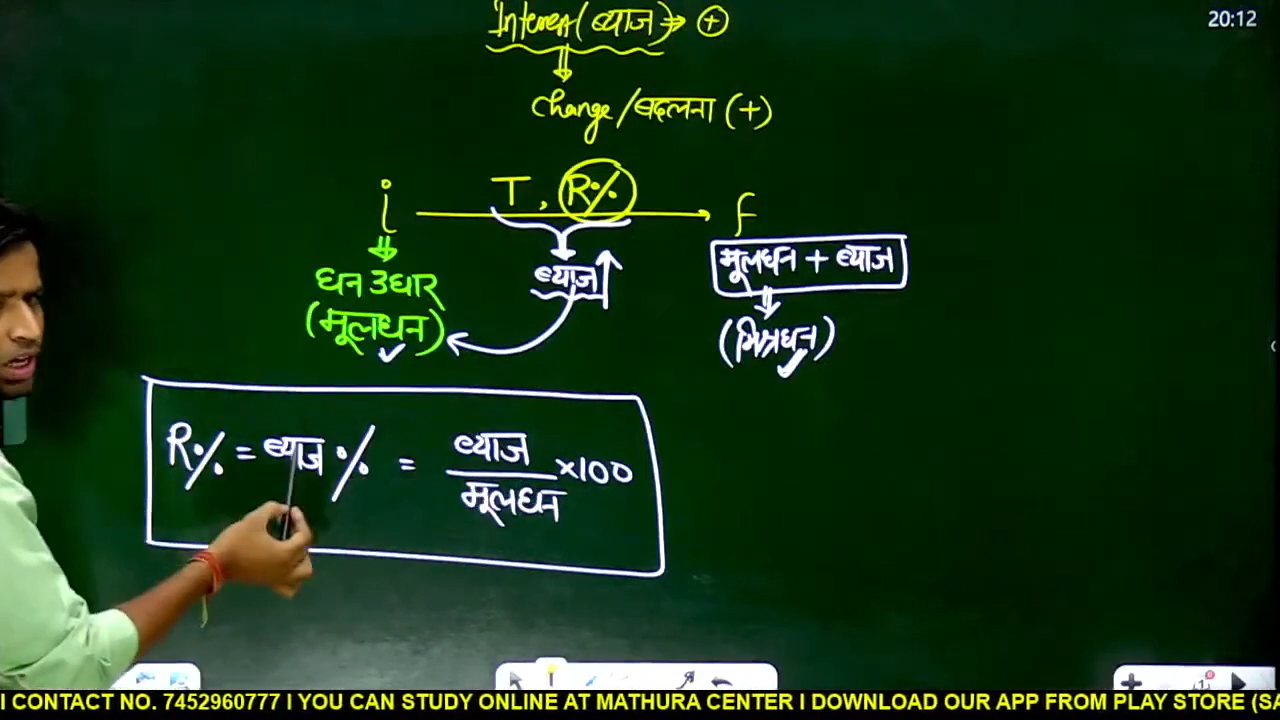 20:12
Interest (ब्याज) ⇒ ⊕
Change/बदलना (+)
i T, R% f
धन उधार
(मूलधन)
ब्याज
मूलधन + ब्याज
(मिश्रधन)
R% = ब्याज % = ब्याज/मूलधन ×100
I CONTACT NO. 7452960777 I YOU CAN STUDY ONLINE AT MATHURA CENTER I DOWNLOAD OUR APP FROM PLAY STORE (SA